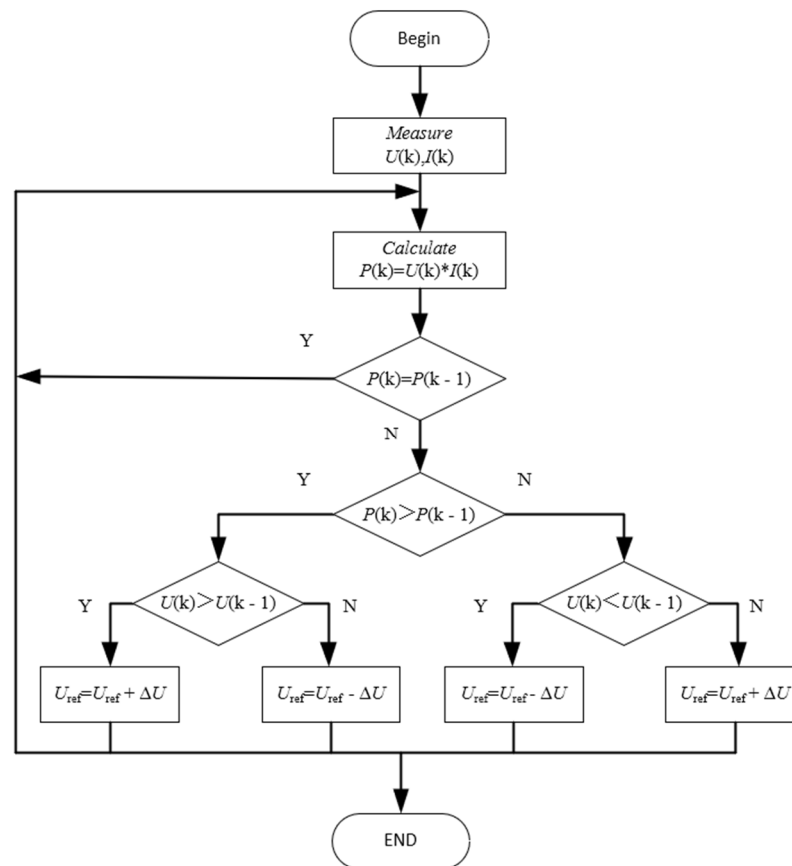 Begin
Measure
U(k),I(k)
Calculate
P(k)=U(k)*I(k)
Y
P(k)=P(k - 1)
N
Y
N
P(k)>P(k - 1)
Y
U(k)>U(k - 1)
N
Y
U(k)<U(k - 1)
N
Uref=Uref + ΔU
Uref=Uref - ΔU
Uref=Uref - ΔU
Uref=Uref + ΔU
END